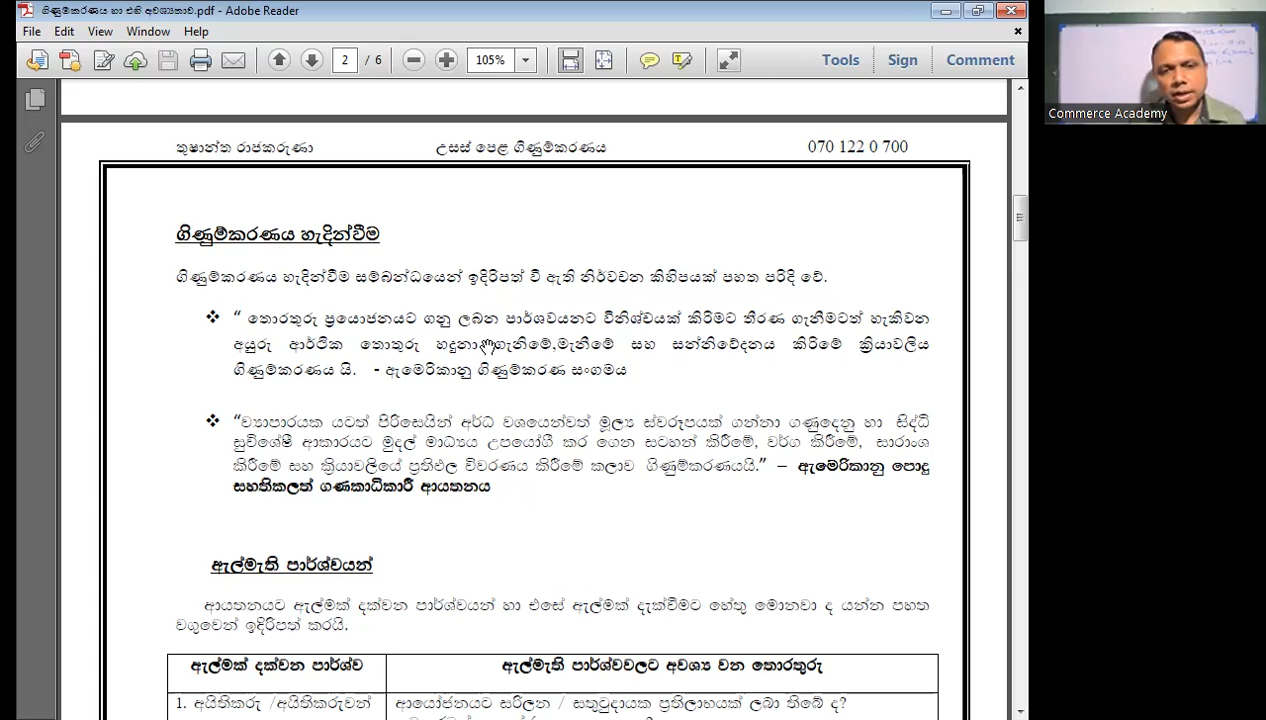 ගිණුම්කරණය හා එහි අවශ්‍යතාව.pdf - Adobe Reader
File Edit View Window Help
2 / 6 105% Tools Sign Comment
Commerce Academy
තුෂාන්ත රාජකරුණා උසස් පෙළ ගිණුම්කරණය 070 122 0 700
ගිණුම්කරණය හැදින්වීම
ගිණුම්කරණය හැදින්වීම සම්බන්ධයෙන් ඉදිරිපත් වී ඇති නිර්වචන කිහිපයක් පහත පරිදි වේ.
❖ “ තොරතුරු ප්‍රයොජනයට ගනු ලබන පාර්ශවයනට විනිශ්චයක් කිරිමට තීරණ ගැනීමටත් හැකිවන
අයුරු ආර්ථික තොතුරු හදුනාගැනිමේ,මැනීමේ සහ සන්නිවේදනය කිරිමේ ක්‍රියාවලිය
ගිණුම්කරණය යි. - ඇමෙරිකානු ගිණුම්කරණ සංගමය
❖ “ව්‍යාපාරයක යටත් පිරිසෙයින් අර්ධ වශයෙන්වත් මූල්‍ය ස්වරූපයක් ගන්නා ගණුදෙනු හා සිද්ධි
සුවිශේෂී ආකාරයට මුදල් මාධ්‍යය උපයෝගී කර ගෙන සටහන් කිරීමේ, වර්ග කිරීමේ, සාරාංශ
කිරීමේ සහ ක්‍රියාවලියේ ප්‍රතිඵල විවරණය කිරීමේ කලාව ගිණුම්කරණයයි.” – ඇමෙරිකානු පොදු
සහතිකලත් ගණකාධිකාරී ආයතනය
ඇල්මැති පාර්ශ්වයන්
ආයතනයට ඇල්මක් දක්වන පාර්ශ්වයන් හා එසේ ඇල්මක් දැක්වීමට හේතු මොනවා ද යන්න පහත
වගුවෙන් ඉදිරිපත් කරයි.
ඇල්මක් දක්වන පාර්ශ්ව ඇල්මැති පාර්ශ්වවලට අවශ්‍ය වන තොරතුරු
1. අයිතිකරු /අයිතිකරුවන් ආයෝජනයට සරිලන / සතුටුදායක ප්‍රතිලාභයක් ලබා තිබේ ද?